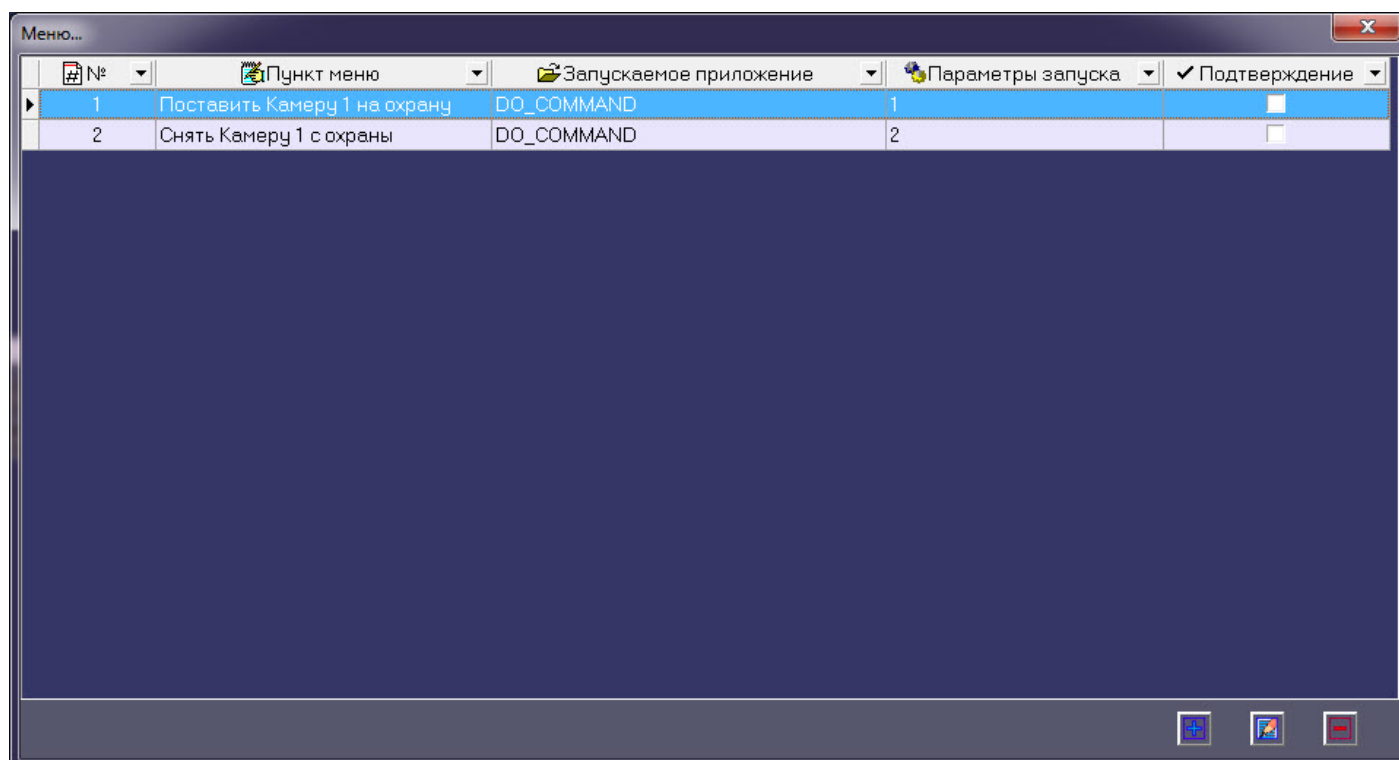 Меню...
№ Пункт меню Запускаемое приложение Параметры запуска Подтверждение
1 Поставить Камеру 1 на охрану DO_COMMAND 1
2 Снять Камеру 1 с охраны DO_COMMAND 2